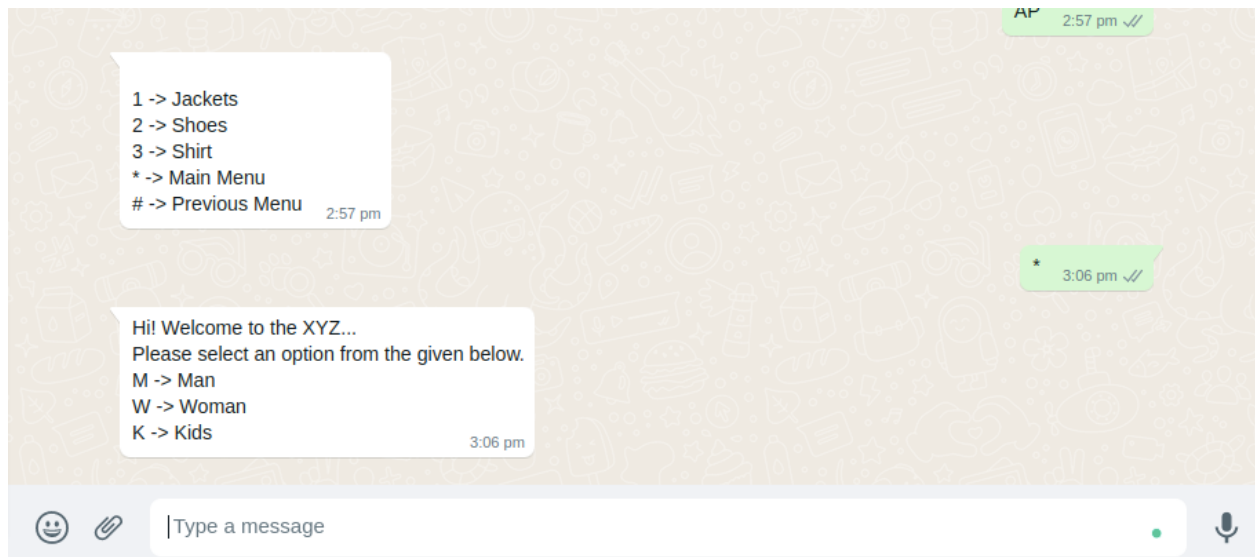 AP
2:57 pm
1 -> Jackets
2 -> Shoes
3 -> Shirt
* -> Main Menu
# -> Previous Menu
2:57 pm
*
3:06 pm
Hi! Welcome to the XYZ...
Please select an option from the given below.
M -> Man
W -> Woman
K -> Kids
3:06 pm
Type a message